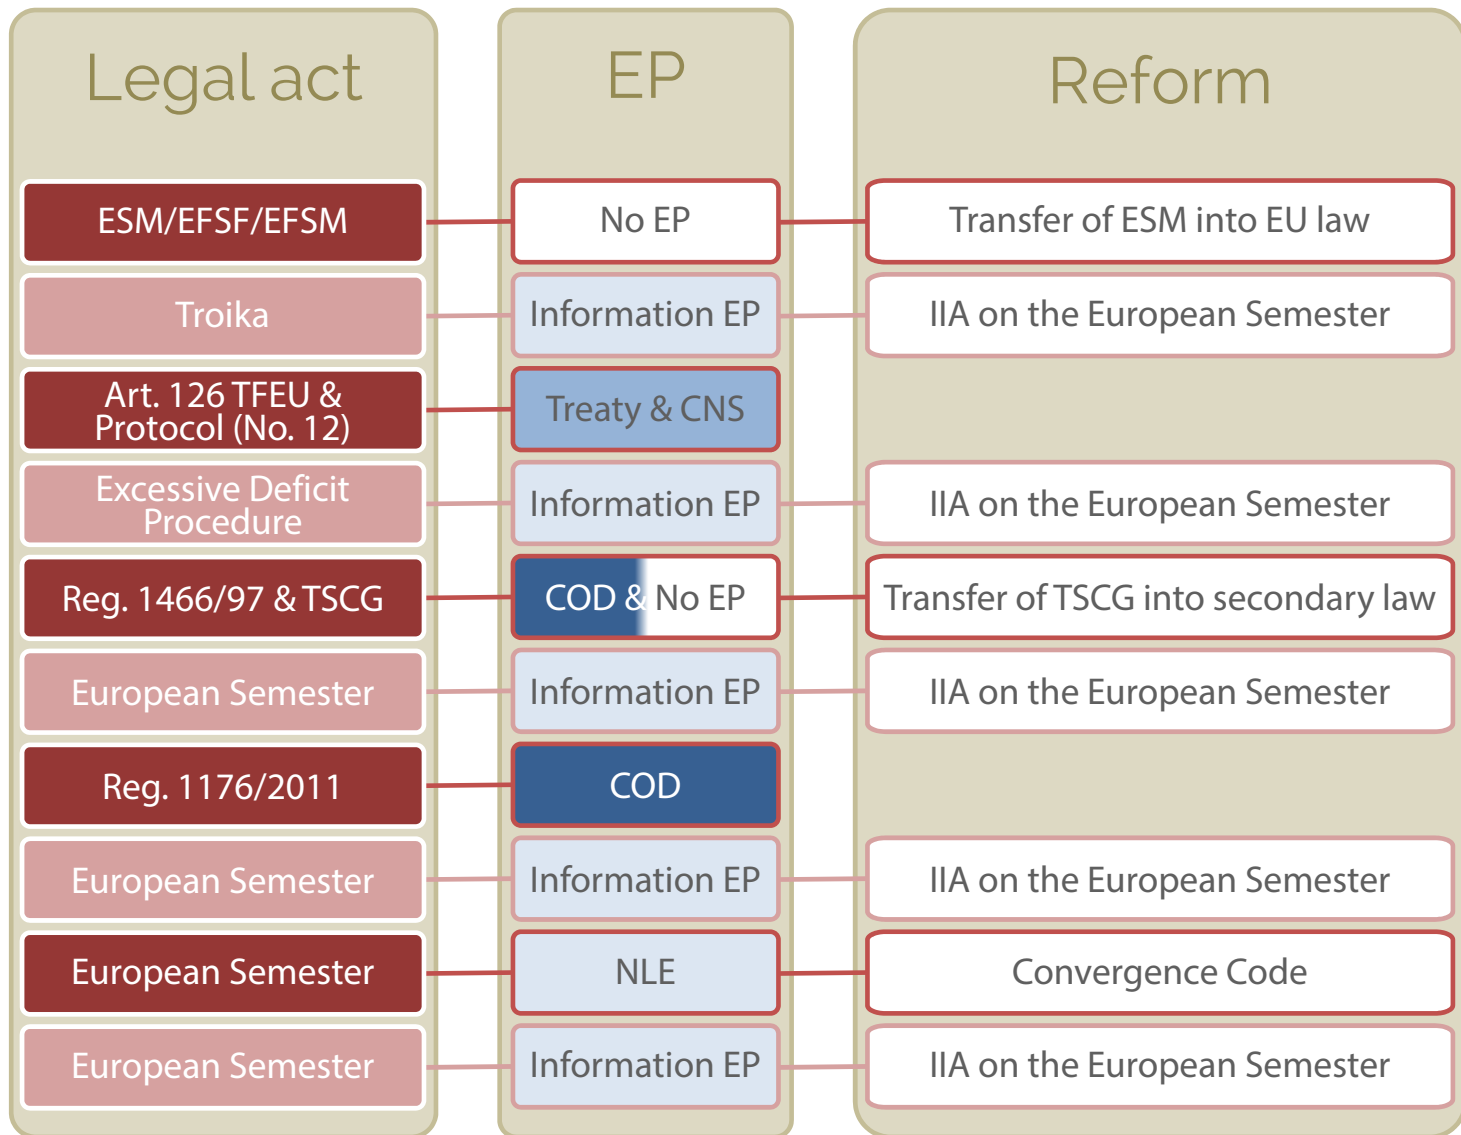 Legal act
EP
Reform
ESM/EFSF/EFSM
No EP
Transfer of ESM into EU law
Troika
Information EP
IIA on the European Semester
Art. 126 TFEU &
Protocol (No. 12)
Treaty & CNS
Excessive Deficit
Procedure
Information EP
IIA on the European Semester
Reg. 1466/97 & TSCG
COD & No EP
Transfer of TSCG into secondary law
European Semester
Information EP
IIA on the European Semester
Reg. 1176/2011
COD
European Semester
Information EP
IIA on the European Semester
European Semester
NLE
Convergence Code
European Semester
Information EP
IIA on the European Semester